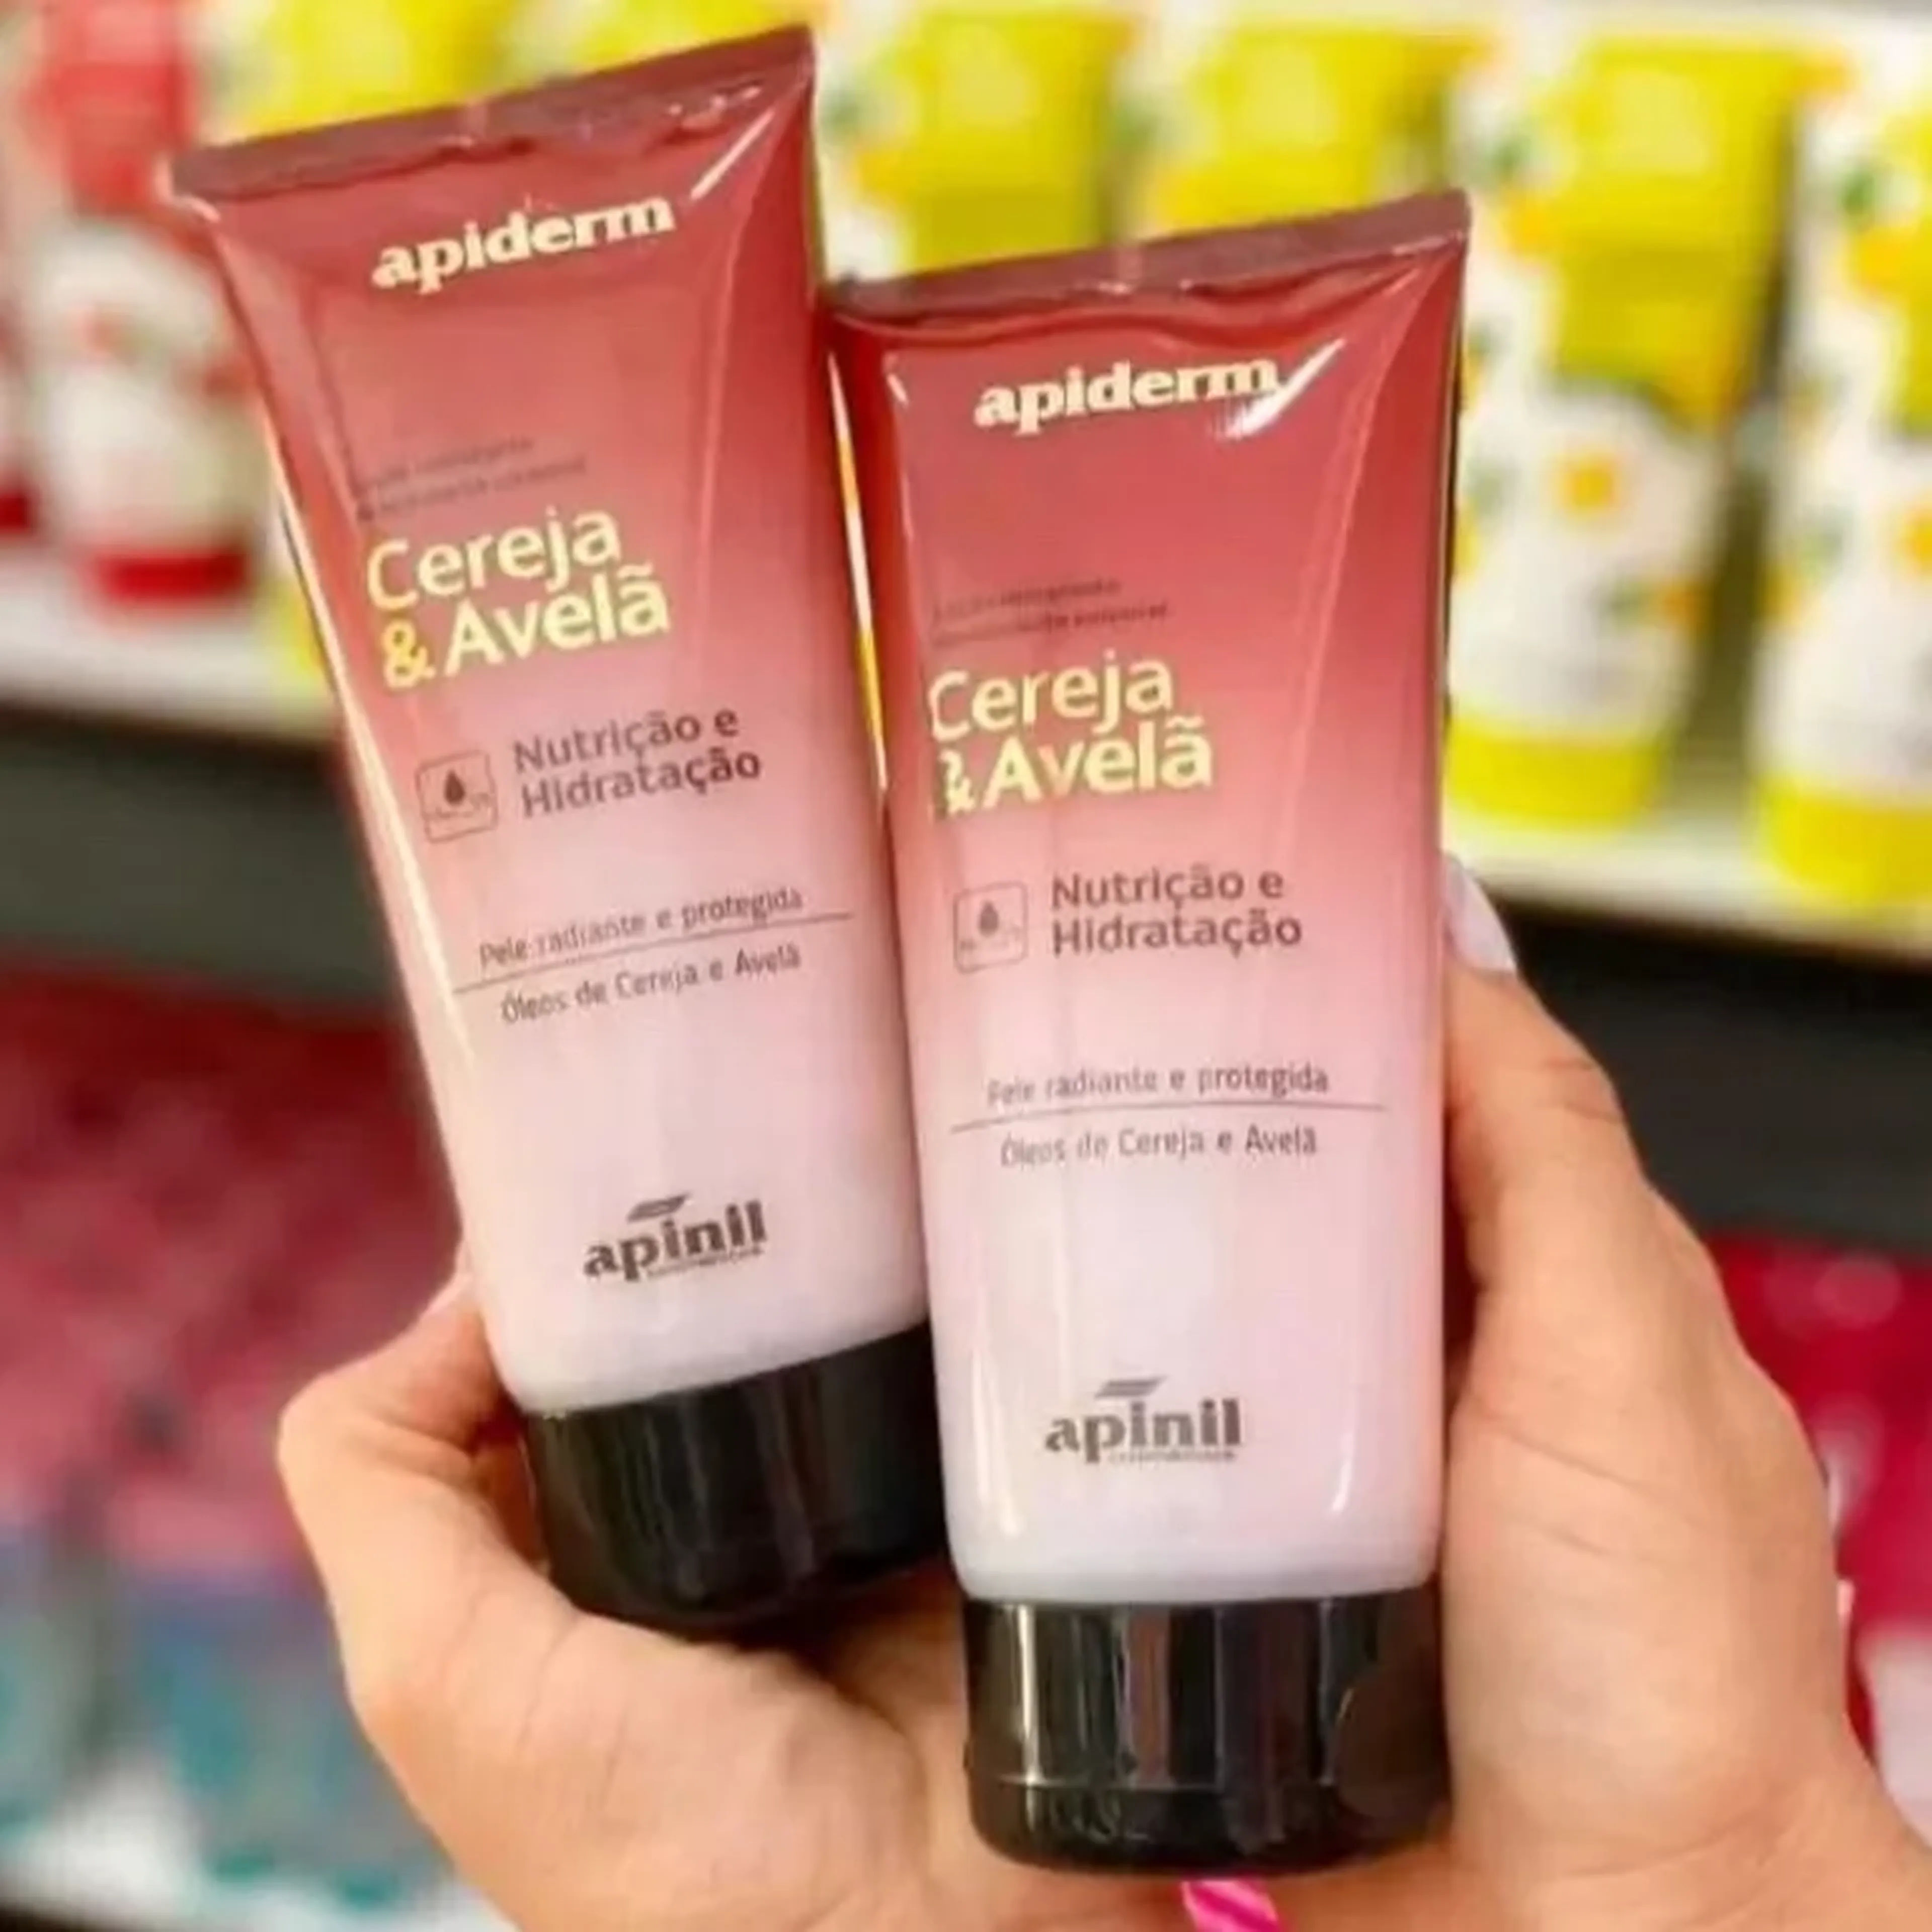 apiderm
Cereja
& Avelã
Nutrição e
Hidratação
Pele radiante e protegida
Óleos de Cereja e Avelã
apinil
apiderm
Cereja
& Avelã
Nutrição e
Hidratação
Pele radiante e protegida
Óleos de Cereja e Avelã
apinil